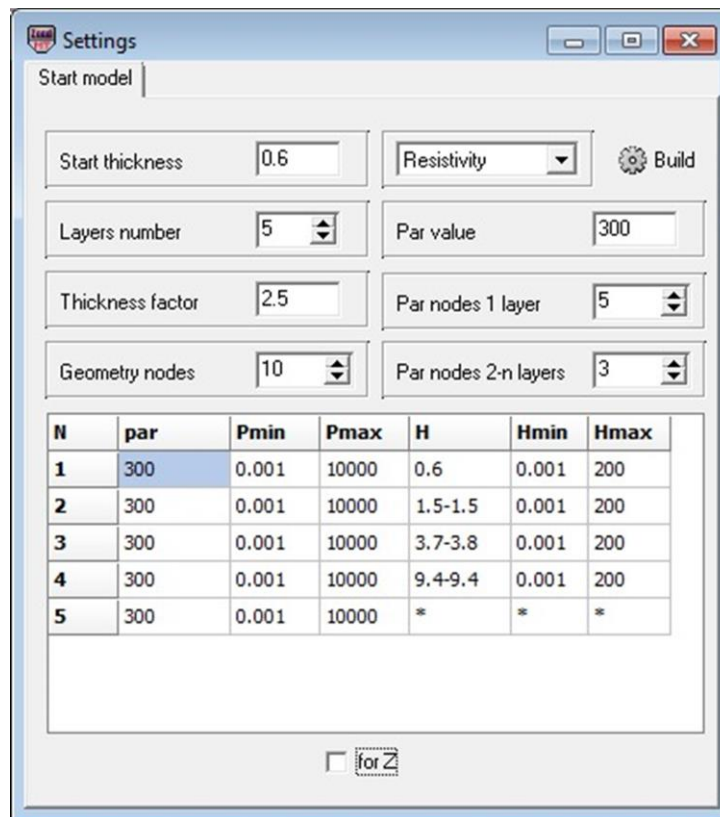 Settings
Start model
Start thickness 0.6 Resistivity Build
Layers number 5 Par value 300
Thickness factor 2.5 Par nodes 1 layer 5
Geometry nodes 10 Par nodes 2-n layers 3
N par Pmin Pmax H Hmin Hmax
1 300 0.001 10000 0.6 0.001 200
2 300 0.001 10000 1.5-1.5 0.001 200
3 300 0.001 10000 3.7-3.8 0.001 200
4 300 0.001 10000 9.4-9.4 0.001 200
5 300 0.001 10000 * * *
for Z